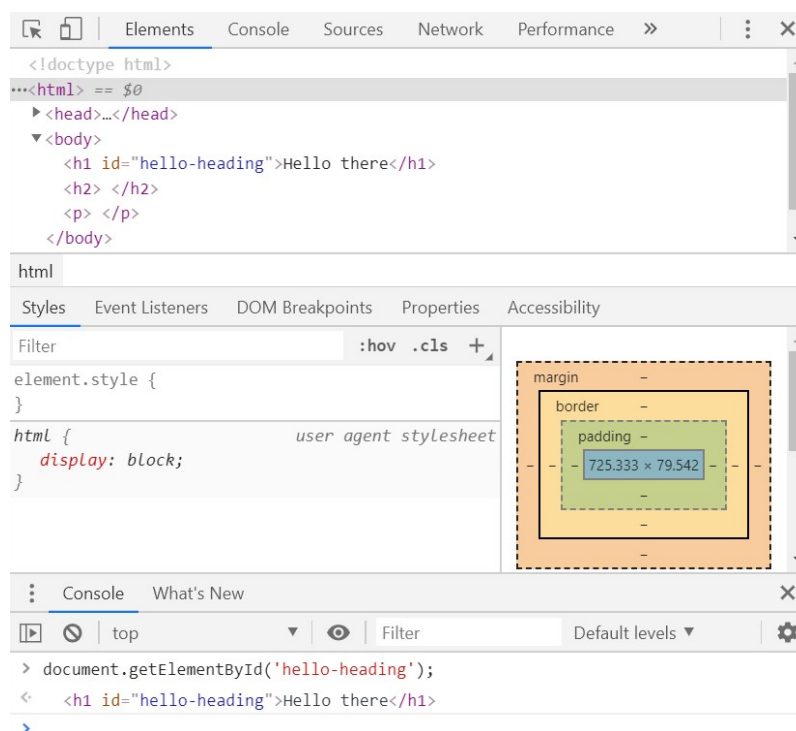 Elements Console Sources Network Performance »
<!doctype html>
…<html> == $0
▶<head>…</head>
▼<body>
<h1 id="hello-heading">Hello there</h1>
<h2> </h2>
<p> </p>
</body>
html
Styles Event Listeners DOM Breakpoints Properties Accessibility
Filter :hov .cls +
element.style {
}
html { user agent stylesheet
display: block;
}
margin –
border –
padding –
– – – 725.333 × 79.542 – – –
–
–
–
Console What's New
top ▼ Filter Default levels ▼
> document.getElementById('hello-heading');
<h1 id="hello-heading">Hello there</h1>
>